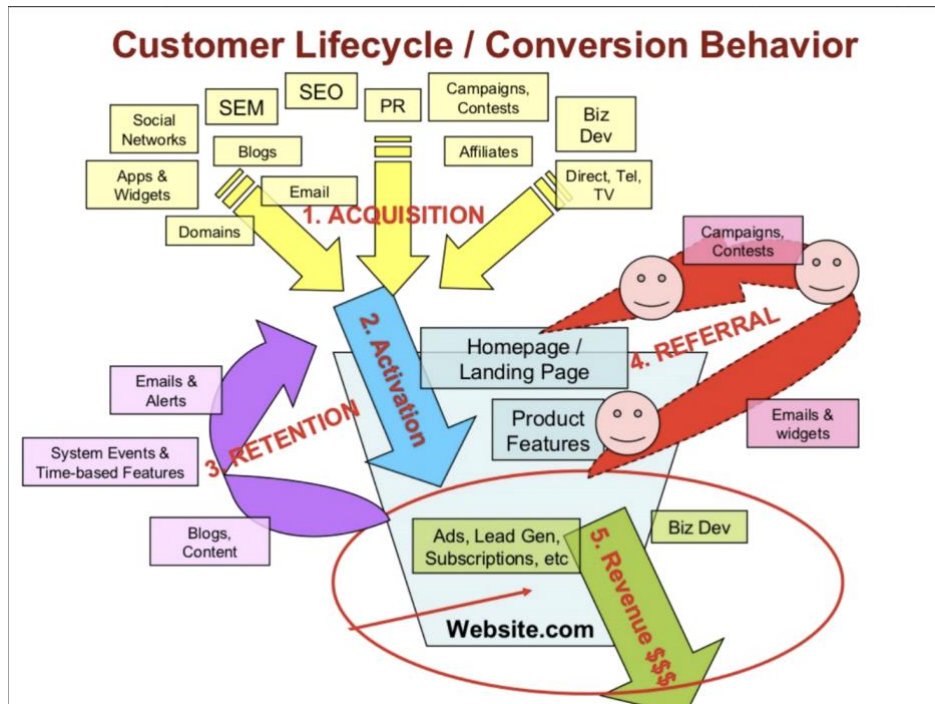 Customer Lifecycle / Conversion Behavior
SEO
SEM
PR
Campaigns,
Contests
Biz
Dev
Social
Networks
Blogs
Affiliates
Apps &
Widgets
Email
Direct, Tel,
TV
Domains
1. ACQUISITION
Campaigns,
Contests
2. Activation
Homepage /
Landing Page
4. REFERRAL
Emails &
Alerts
Product
Features
Emails &
widgets
3. RETENTION
System Events &
Time-based Features
Blogs,
Content
Ads, Lead Gen,
Subscriptions, etc
Biz Dev
5. Revenue $$$
Website.com